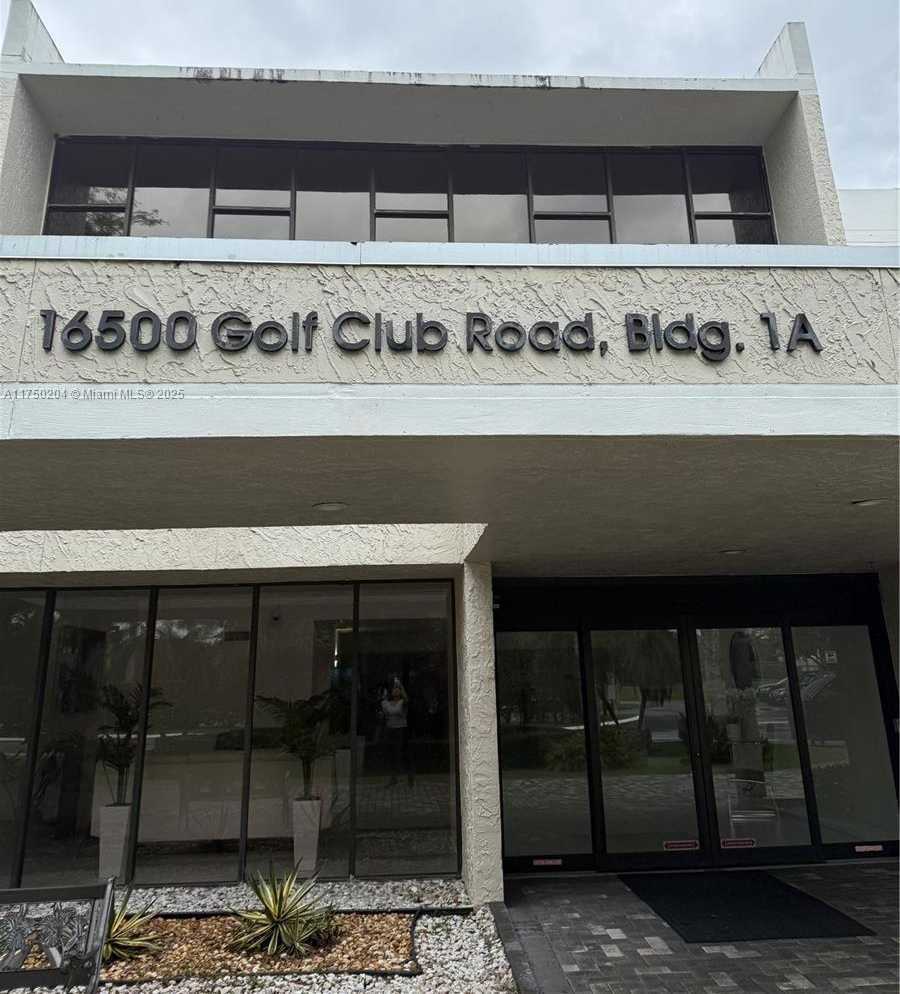 16500 Golf Club Road, Bldg. 1A
A11750204 © Miami MLS® 2025